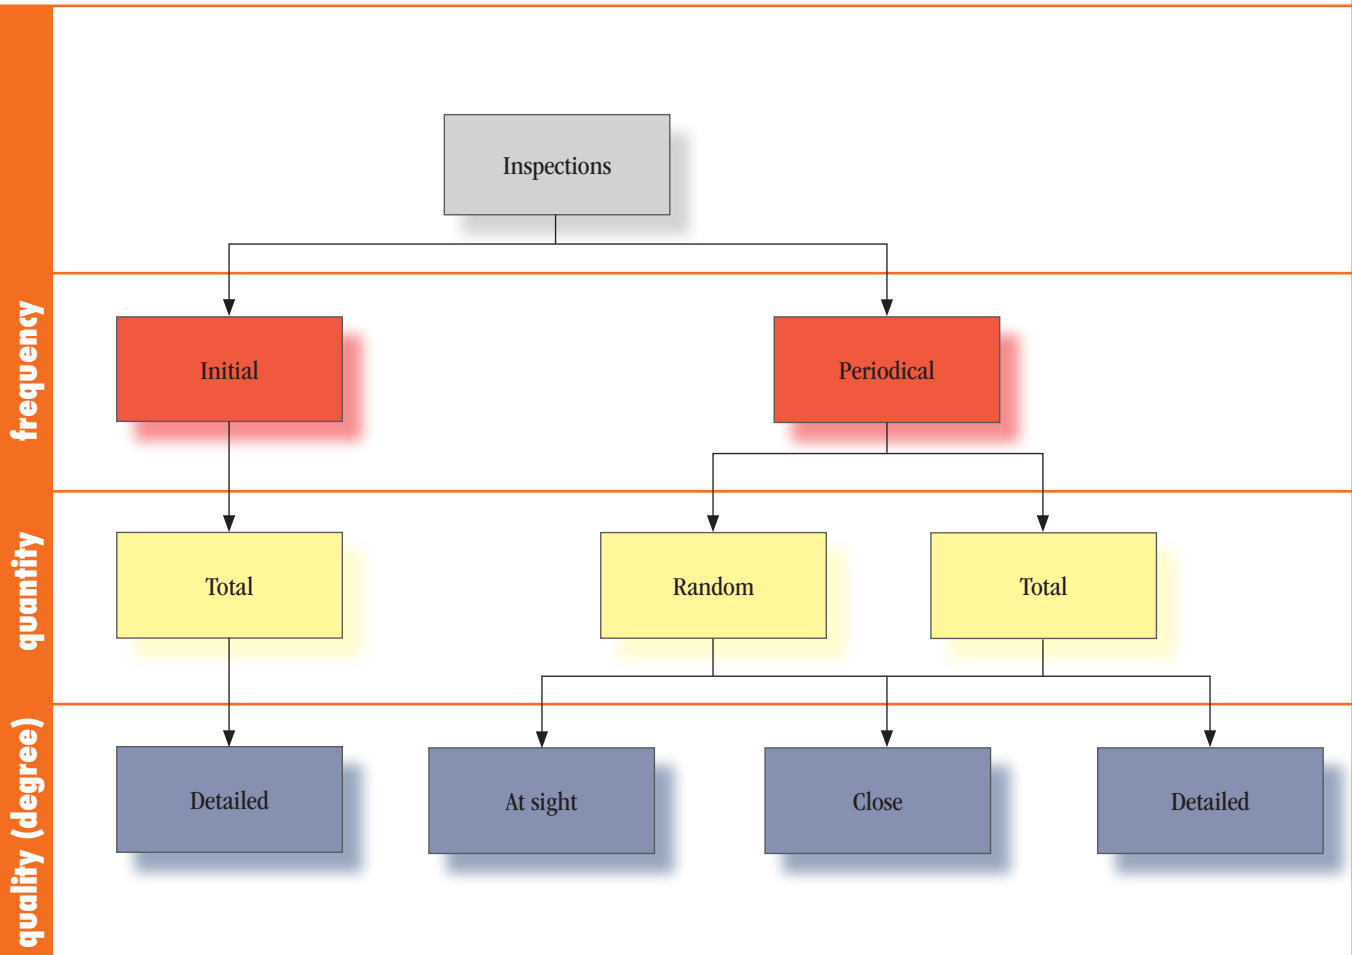 Inspections
frequency
Initial
Periodical
quantity
Total
Random
Total
quality (degree)
Detailed
At sight
Close
Detailed